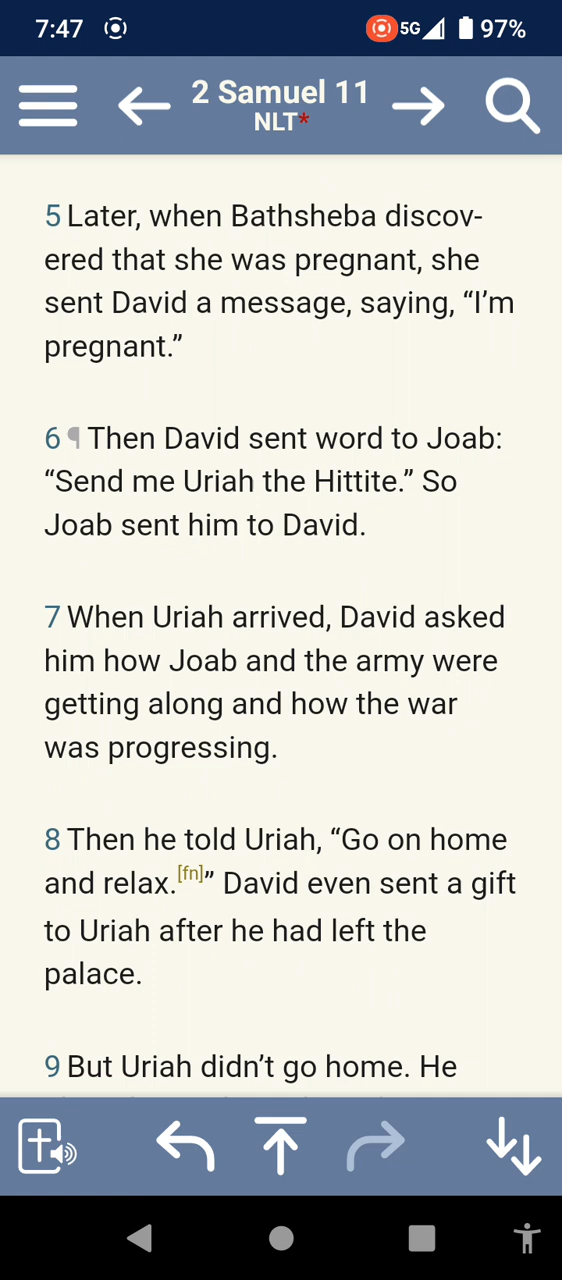 7:47 5G 97%
2 Samuel 11
NLT*
5 Later, when Bathsheba discov-
ered that she was pregnant, she
sent David a message, saying, “I’m
pregnant.”
6 ¶ Then David sent word to Joab:
“Send me Uriah the Hittite.” So
Joab sent him to David.
7 When Uriah arrived, David asked
him how Joab and the army were
getting along and how the war
was progressing.
8 Then he told Uriah, “Go on home
and relax.[fn]” David even sent a gift
to Uriah after he had left the
palace.
9 But Uriah didn’t go home. He